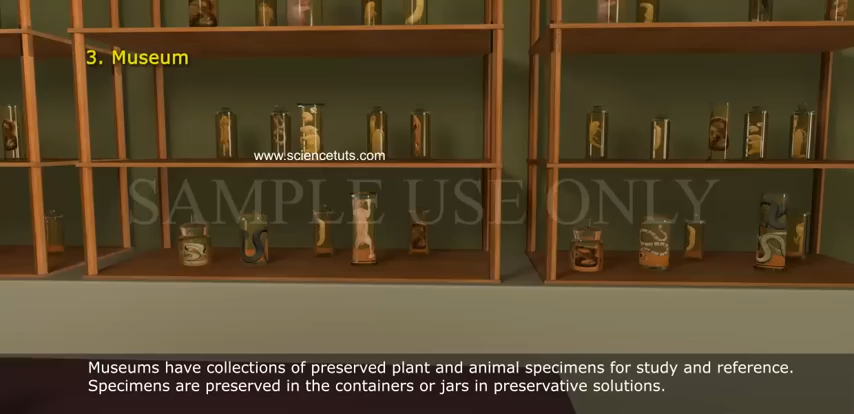 3. Museum
www.sciencetuts.com
SAMPLE USE ONLY
Museums have collections of preserved plant and animal specimens for study and reference.
Specimens are preserved in the containers or jars in preservative solutions.